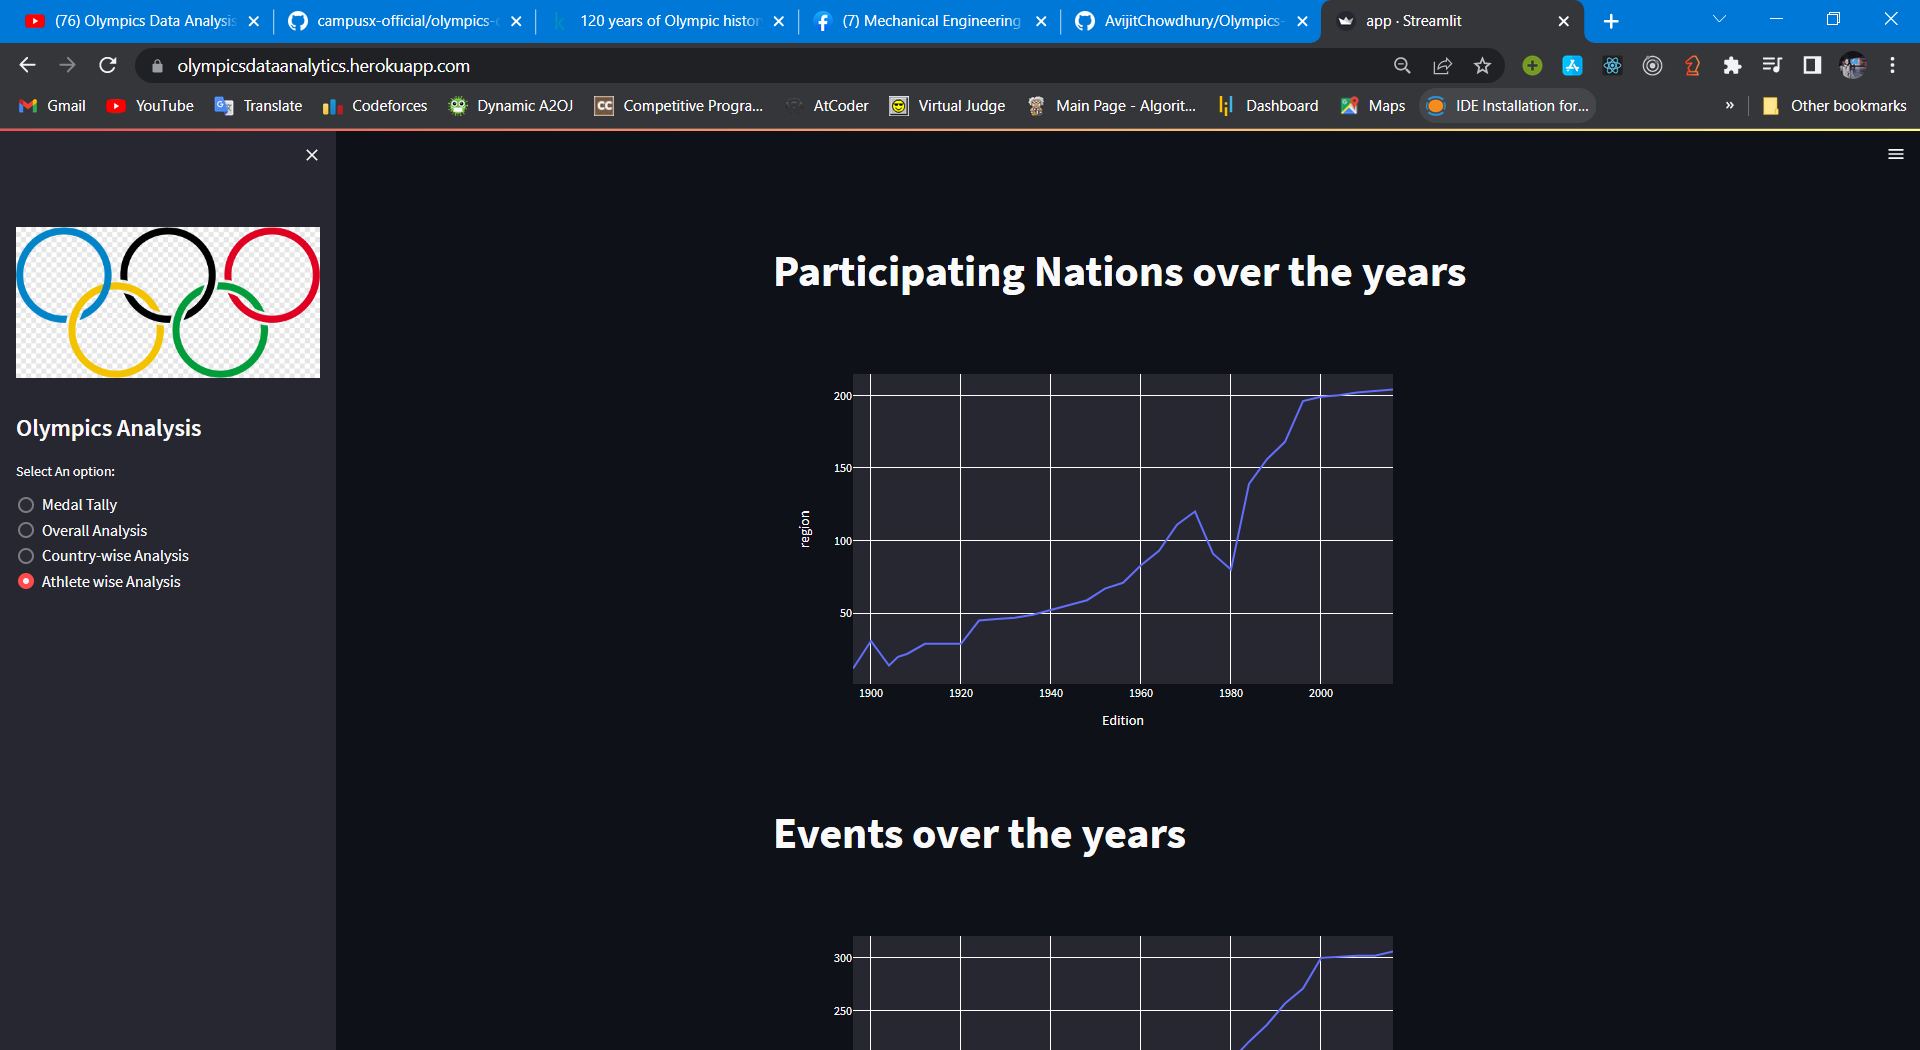 (76) Olympics Data Analysis
campusx-official/olympics-
120 years of Olympic histor
(7) Mechanical Engineering
AvijitChowdhury/Olympics-
app · Streamlit
olympicsdataanalytics.herokuapp.com
Gmail
YouTube
Translate
Codeforces
Dynamic A2OJ
CC
Competitive Progra...
AtCoder
Virtual Judge
Main Page - Algorit...
Dashboard
Maps
IDE Installation for...
»
Other bookmarks
Olympics Analysis
Select An option:
Medal Tally
Overall Analysis
Country-wise Analysis
Athlete wise Analysis
Participating Nations over the years
200
150
100
50
region
1900 1920 1940 1960 1980 2000
Edition
Events over the years
300
250